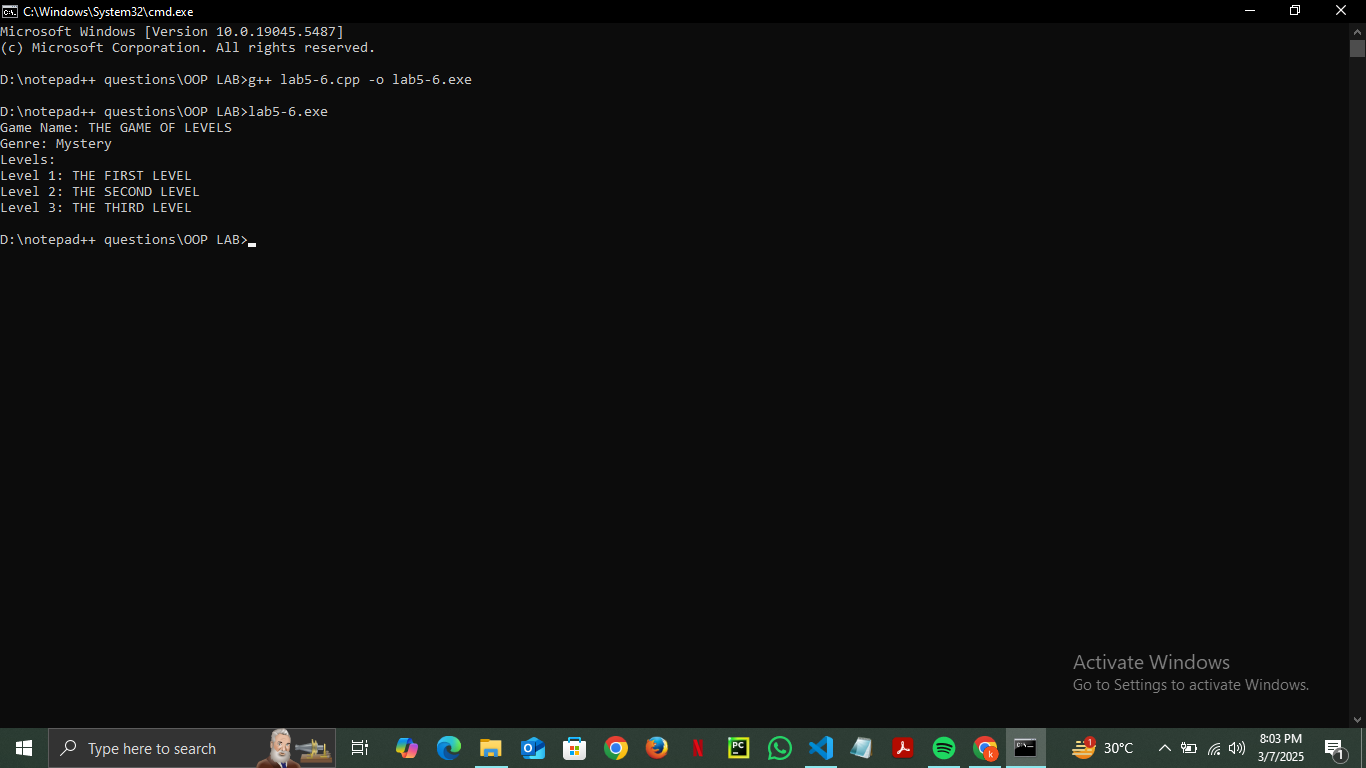 C:\Windows\System32\cmd.exe
Microsoft Windows [Version 10.0.19045.5487]
(c) Microsoft Corporation. All rights reserved.
D:\notepad++ questions\OOP LAB>g++ lab5-6.cpp -o lab5-6.exe
D:\notepad++ questions\OOP LAB>lab5-6.exe
Game Name: THE GAME OF LEVELS
Genre: Mystery
Levels:
Level 1: THE FIRST LEVEL
Level 2: THE SECOND LEVEL
Level 3: THE THIRD LEVEL
D:\notepad++ questions\OOP LAB>
Activate Windows
Go to Settings to activate Windows.
Type here to search
PC
N
k
1
30°C
8:03 PM
3/7/2025
1